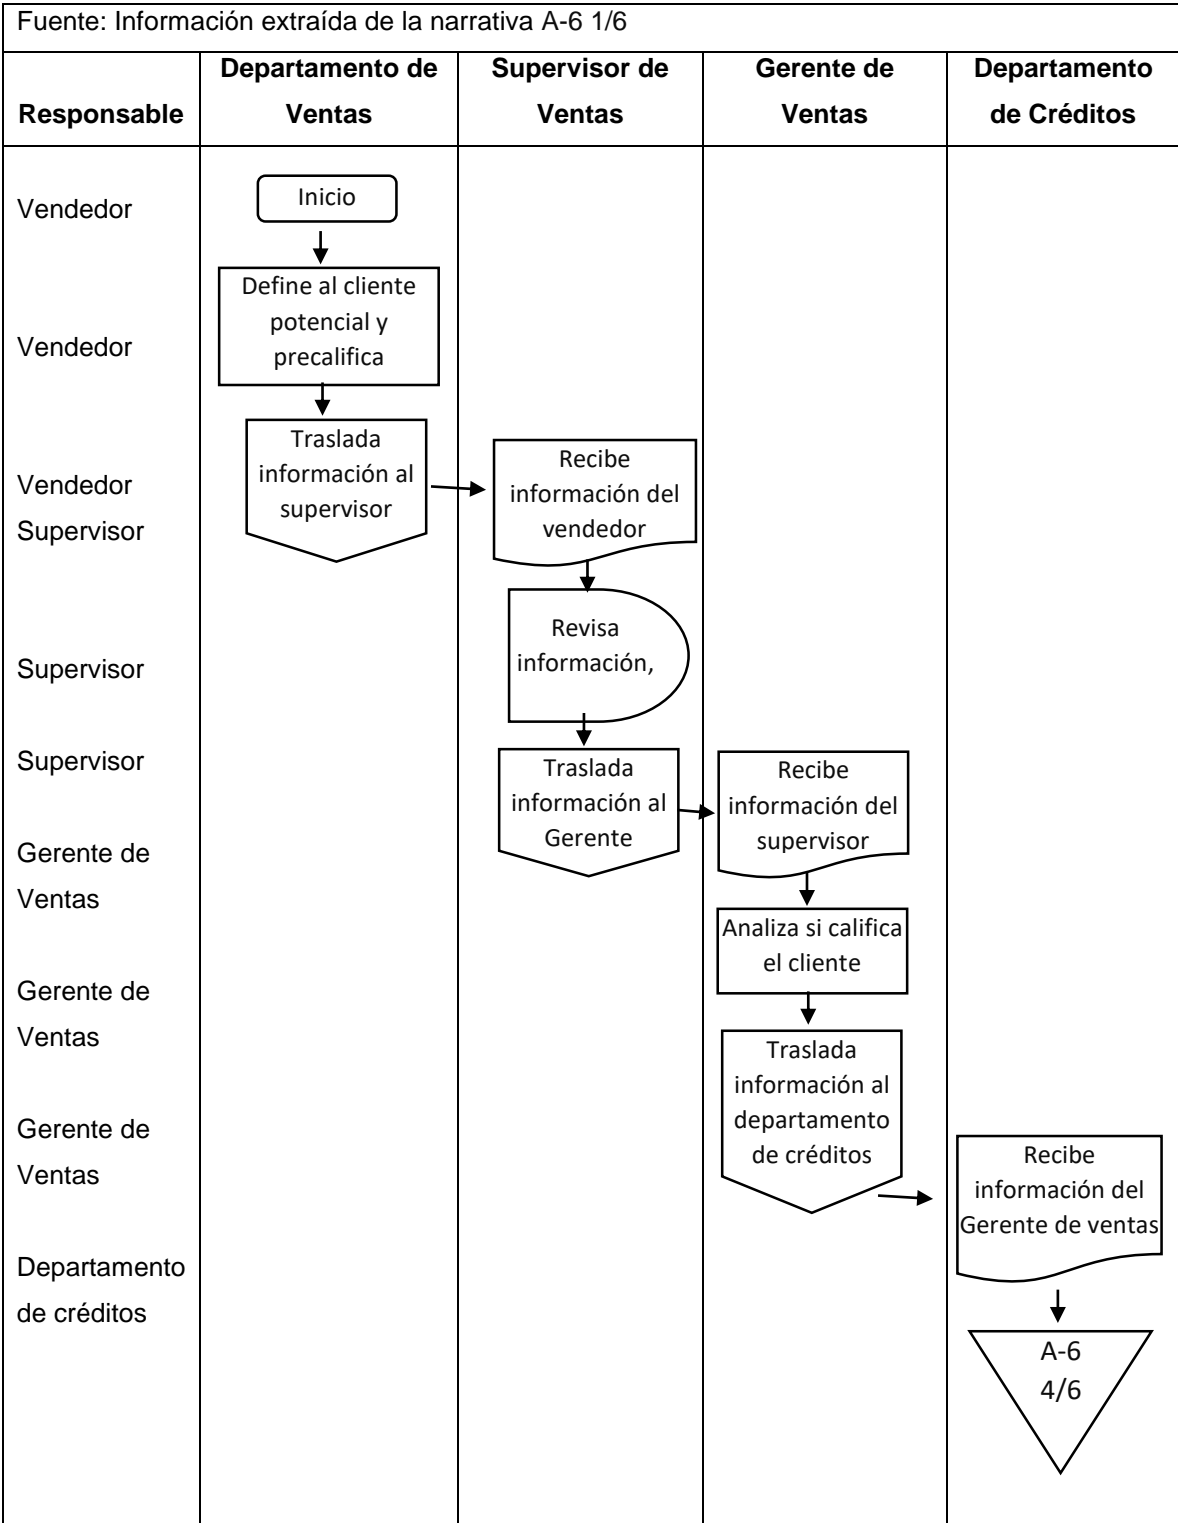 Fuente: Información extraída de la narrativa A-6 1/6
Responsable
Departamento de
Ventas
Supervisor de
Ventas
Gerente de
Ventas
Departamento
de Créditos
Vendedor
Inicio
Vendedor
Define al cliente
potencial y
precalifica
Vendedor
Supervisor
Traslada
información al
supervisor
Recibe
información del
vendedor
Supervisor
Revisa
información,
Supervisor
Traslada
información al
Gerente
Gerente de
Ventas
Recibe
información del
supervisor
Gerente de
Ventas
Analiza si califica
el cliente
Gerente de
Ventas
Traslada
información al
departamento
de créditos
Departamento
de créditos
Recibe
información del
Gerente de ventas
A-6
4/6